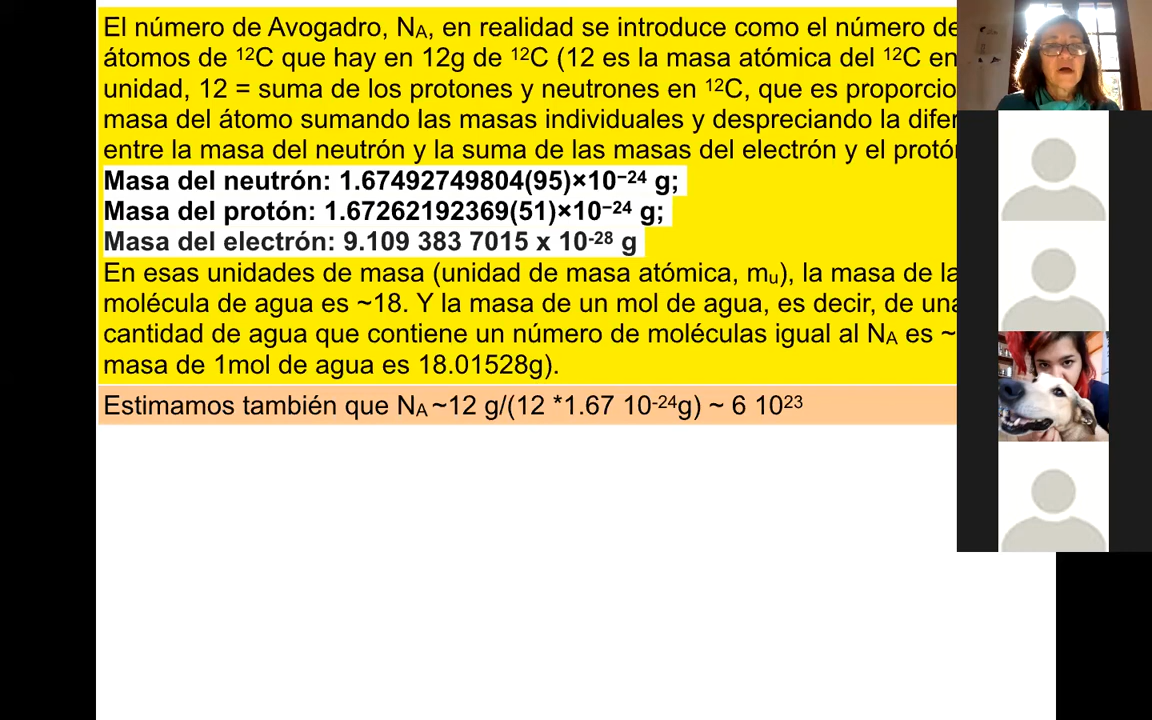 El número de Avogadro, Nₐ, en realidad se introduce como el número de
átomos de ¹²C que hay en 12g de ¹²C (12 es la masa atómica del ¹²C en
unidad, 12 = suma de los protones y neutrones en ¹²C, que es proporcio
masa del átomo sumando las masas individuales y despreciando la difer
entre la masa del neutrón y la suma de las masas del electrón y el protón
Masa del neutrón: 1.67492749804(95)×10⁻²⁴ g;
Masa del protón: 1.67262192369(51)×10⁻²⁴ g;
Masa del electrón: 9.109 383 7015 x 10⁻²⁸ g
En esas unidades de masa (unidad de masa atómica, mᵤ), la masa de la
molécula de agua es ~18. Y la masa de un mol de agua, es decir, de una
cantidad de agua que contiene un número de moléculas igual al Nₐ es ~
masa de 1mol de agua es 18.01528g).
Estimamos también que Nₐ ~12 g/(12 *1.67 10⁻²⁴g) ~ 6 10²³